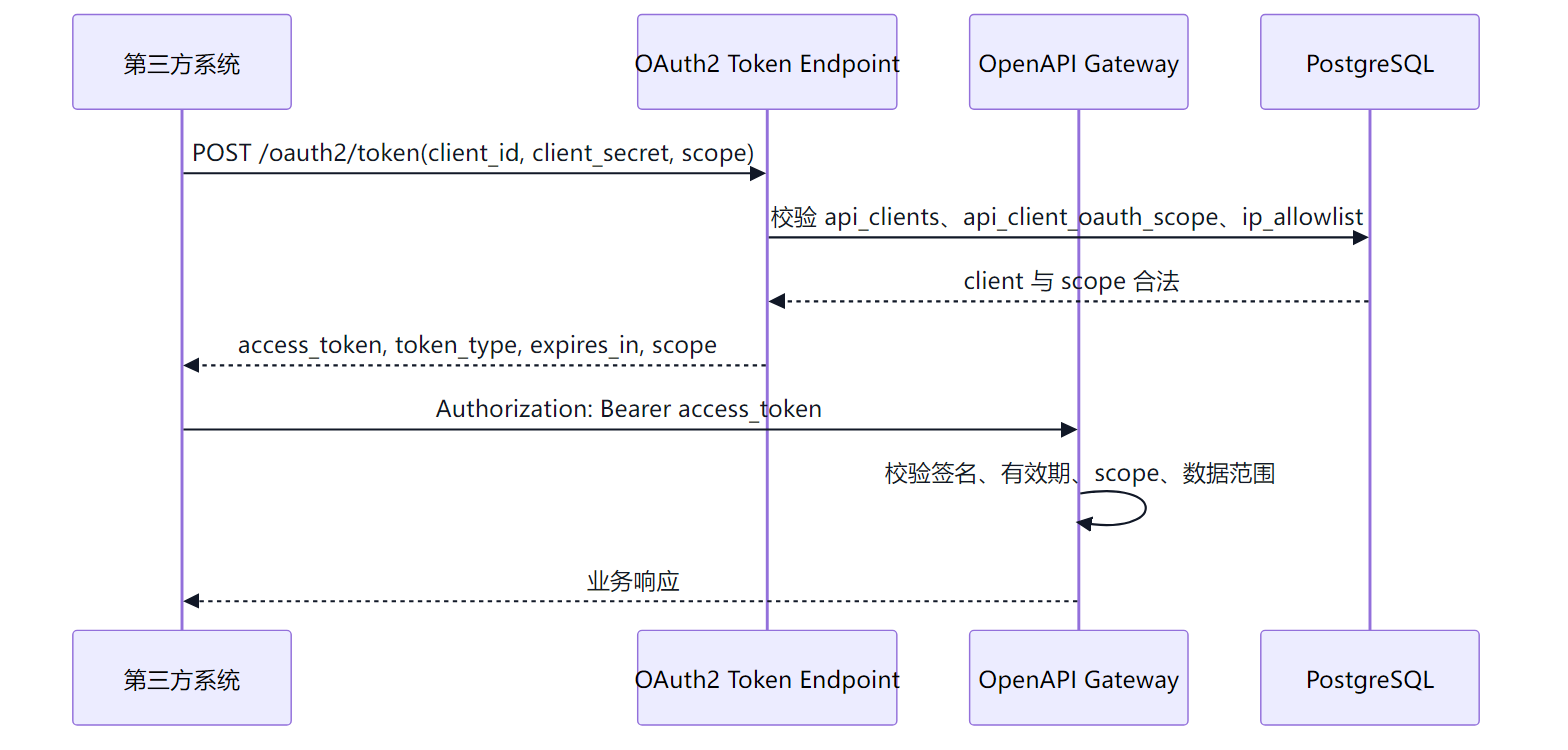 第三方系统
OAuth2 Token Endpoint
OpenAPI Gateway
PostgreSQL
POST /oauth2/token(client_id, client_secret, scope)
校验 api_clients、api_client_oauth_scope、ip_allowlist
client 与 scope 合法
access_token, token_type, expires_in, scope
Authorization: Bearer access_token
校验签名、有效期、scope、数据范围
业务响应
第三方系统
OAuth2 Token Endpoint
OpenAPI Gateway
PostgreSQL